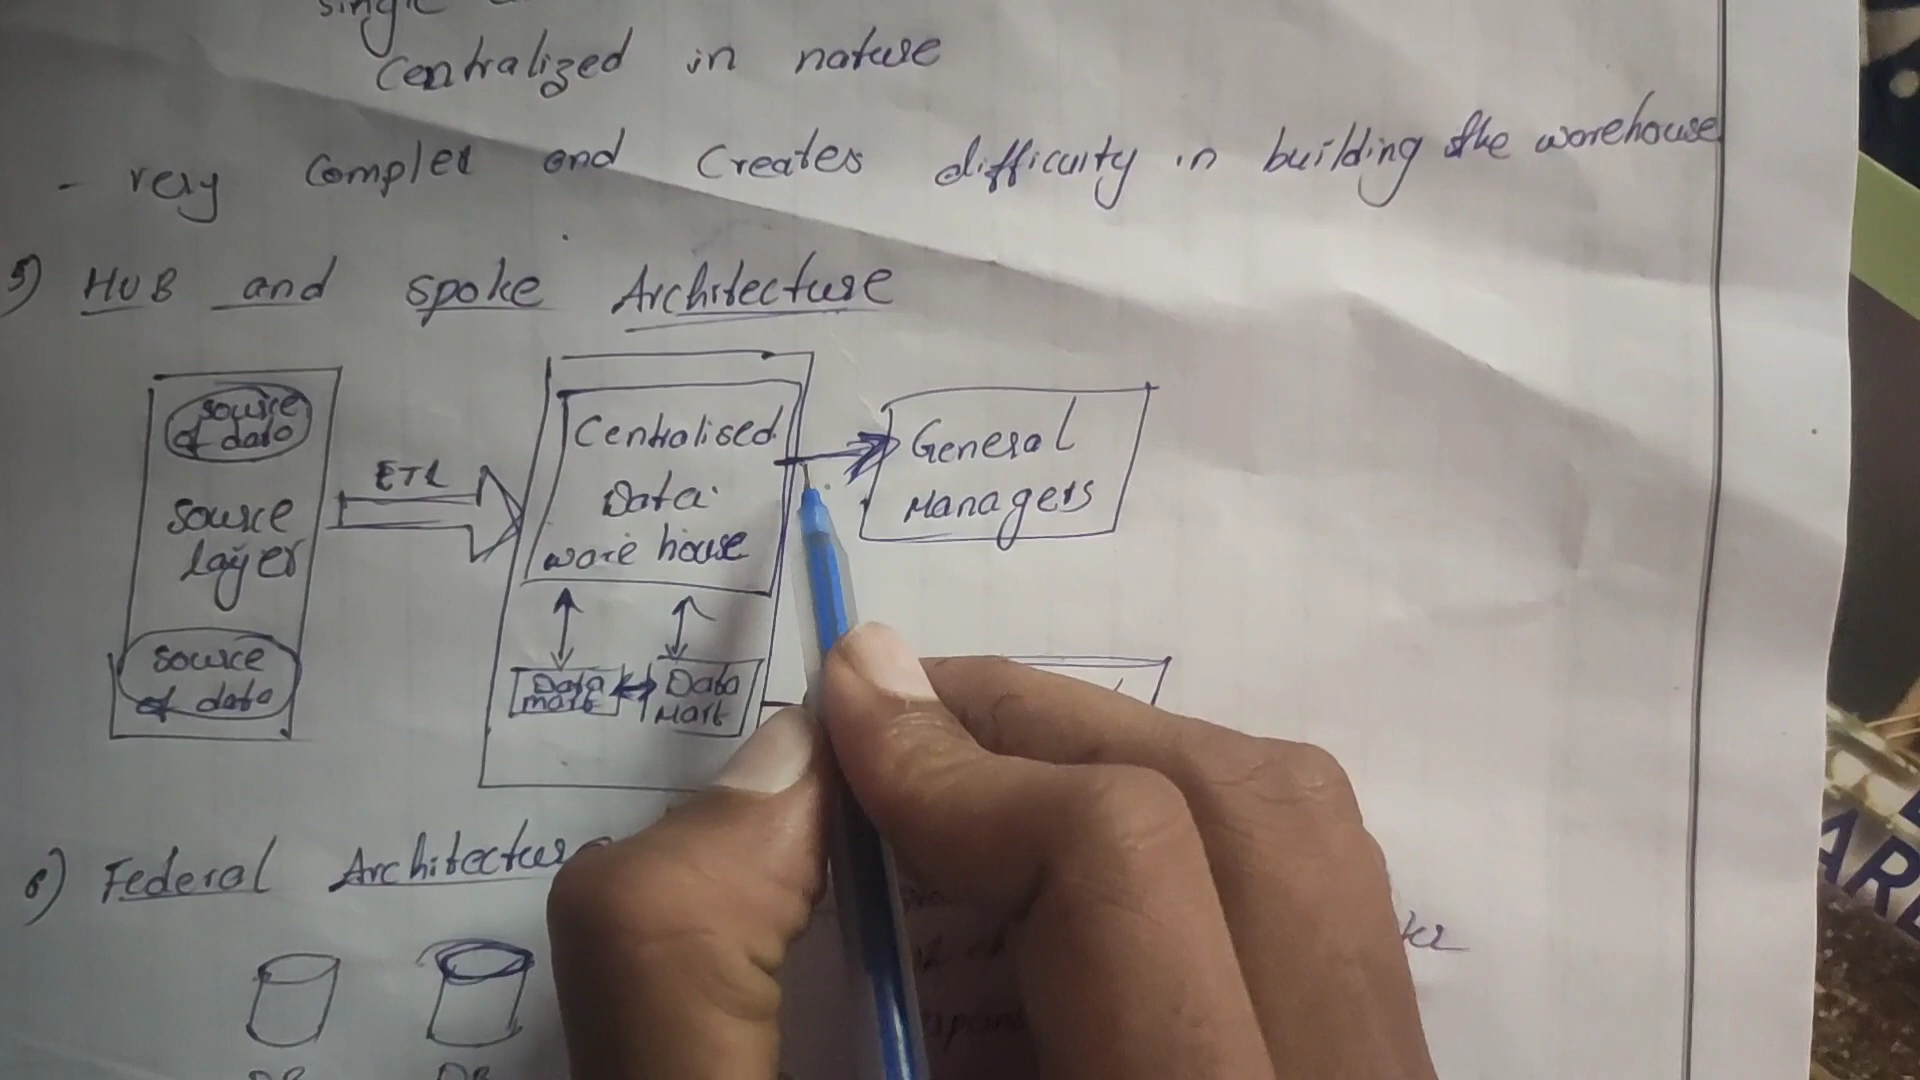 Centralized in nature
- very Complex and Creates difficulty in building the warehouse
5) HUB and spoke Architecture
source
of data
source
layer
source
of data
ETL
Centralised
Data
ware house
Data
mart
Data
Mart
General
Managers
6) Federal Architecture
DB DB